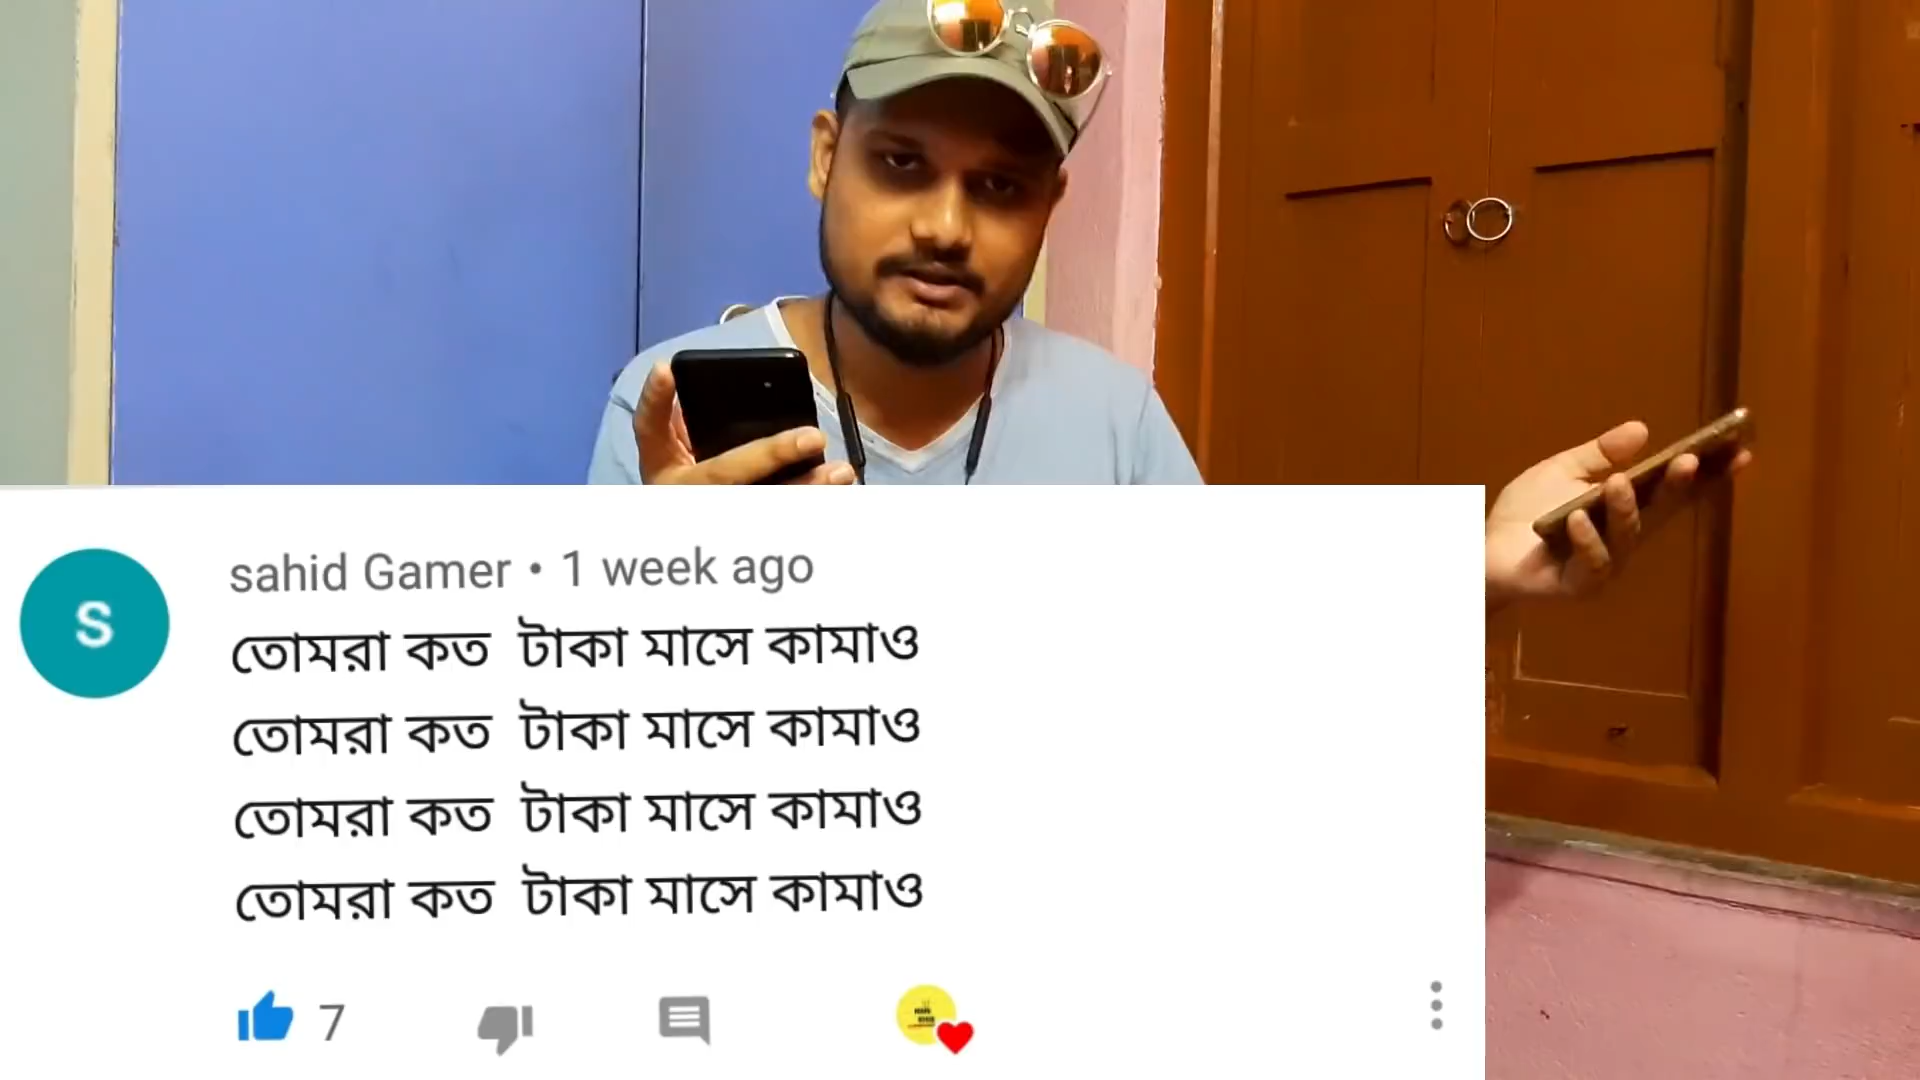 S
sahid Gamer • 1 week ago
তোমরা কত টাকা মাসে কামাও
তোমরা কত টাকা মাসে কামাও
তোমরা কত টাকা মাসে কামাও
তোমরা কত টাকা মাসে কামাও
7